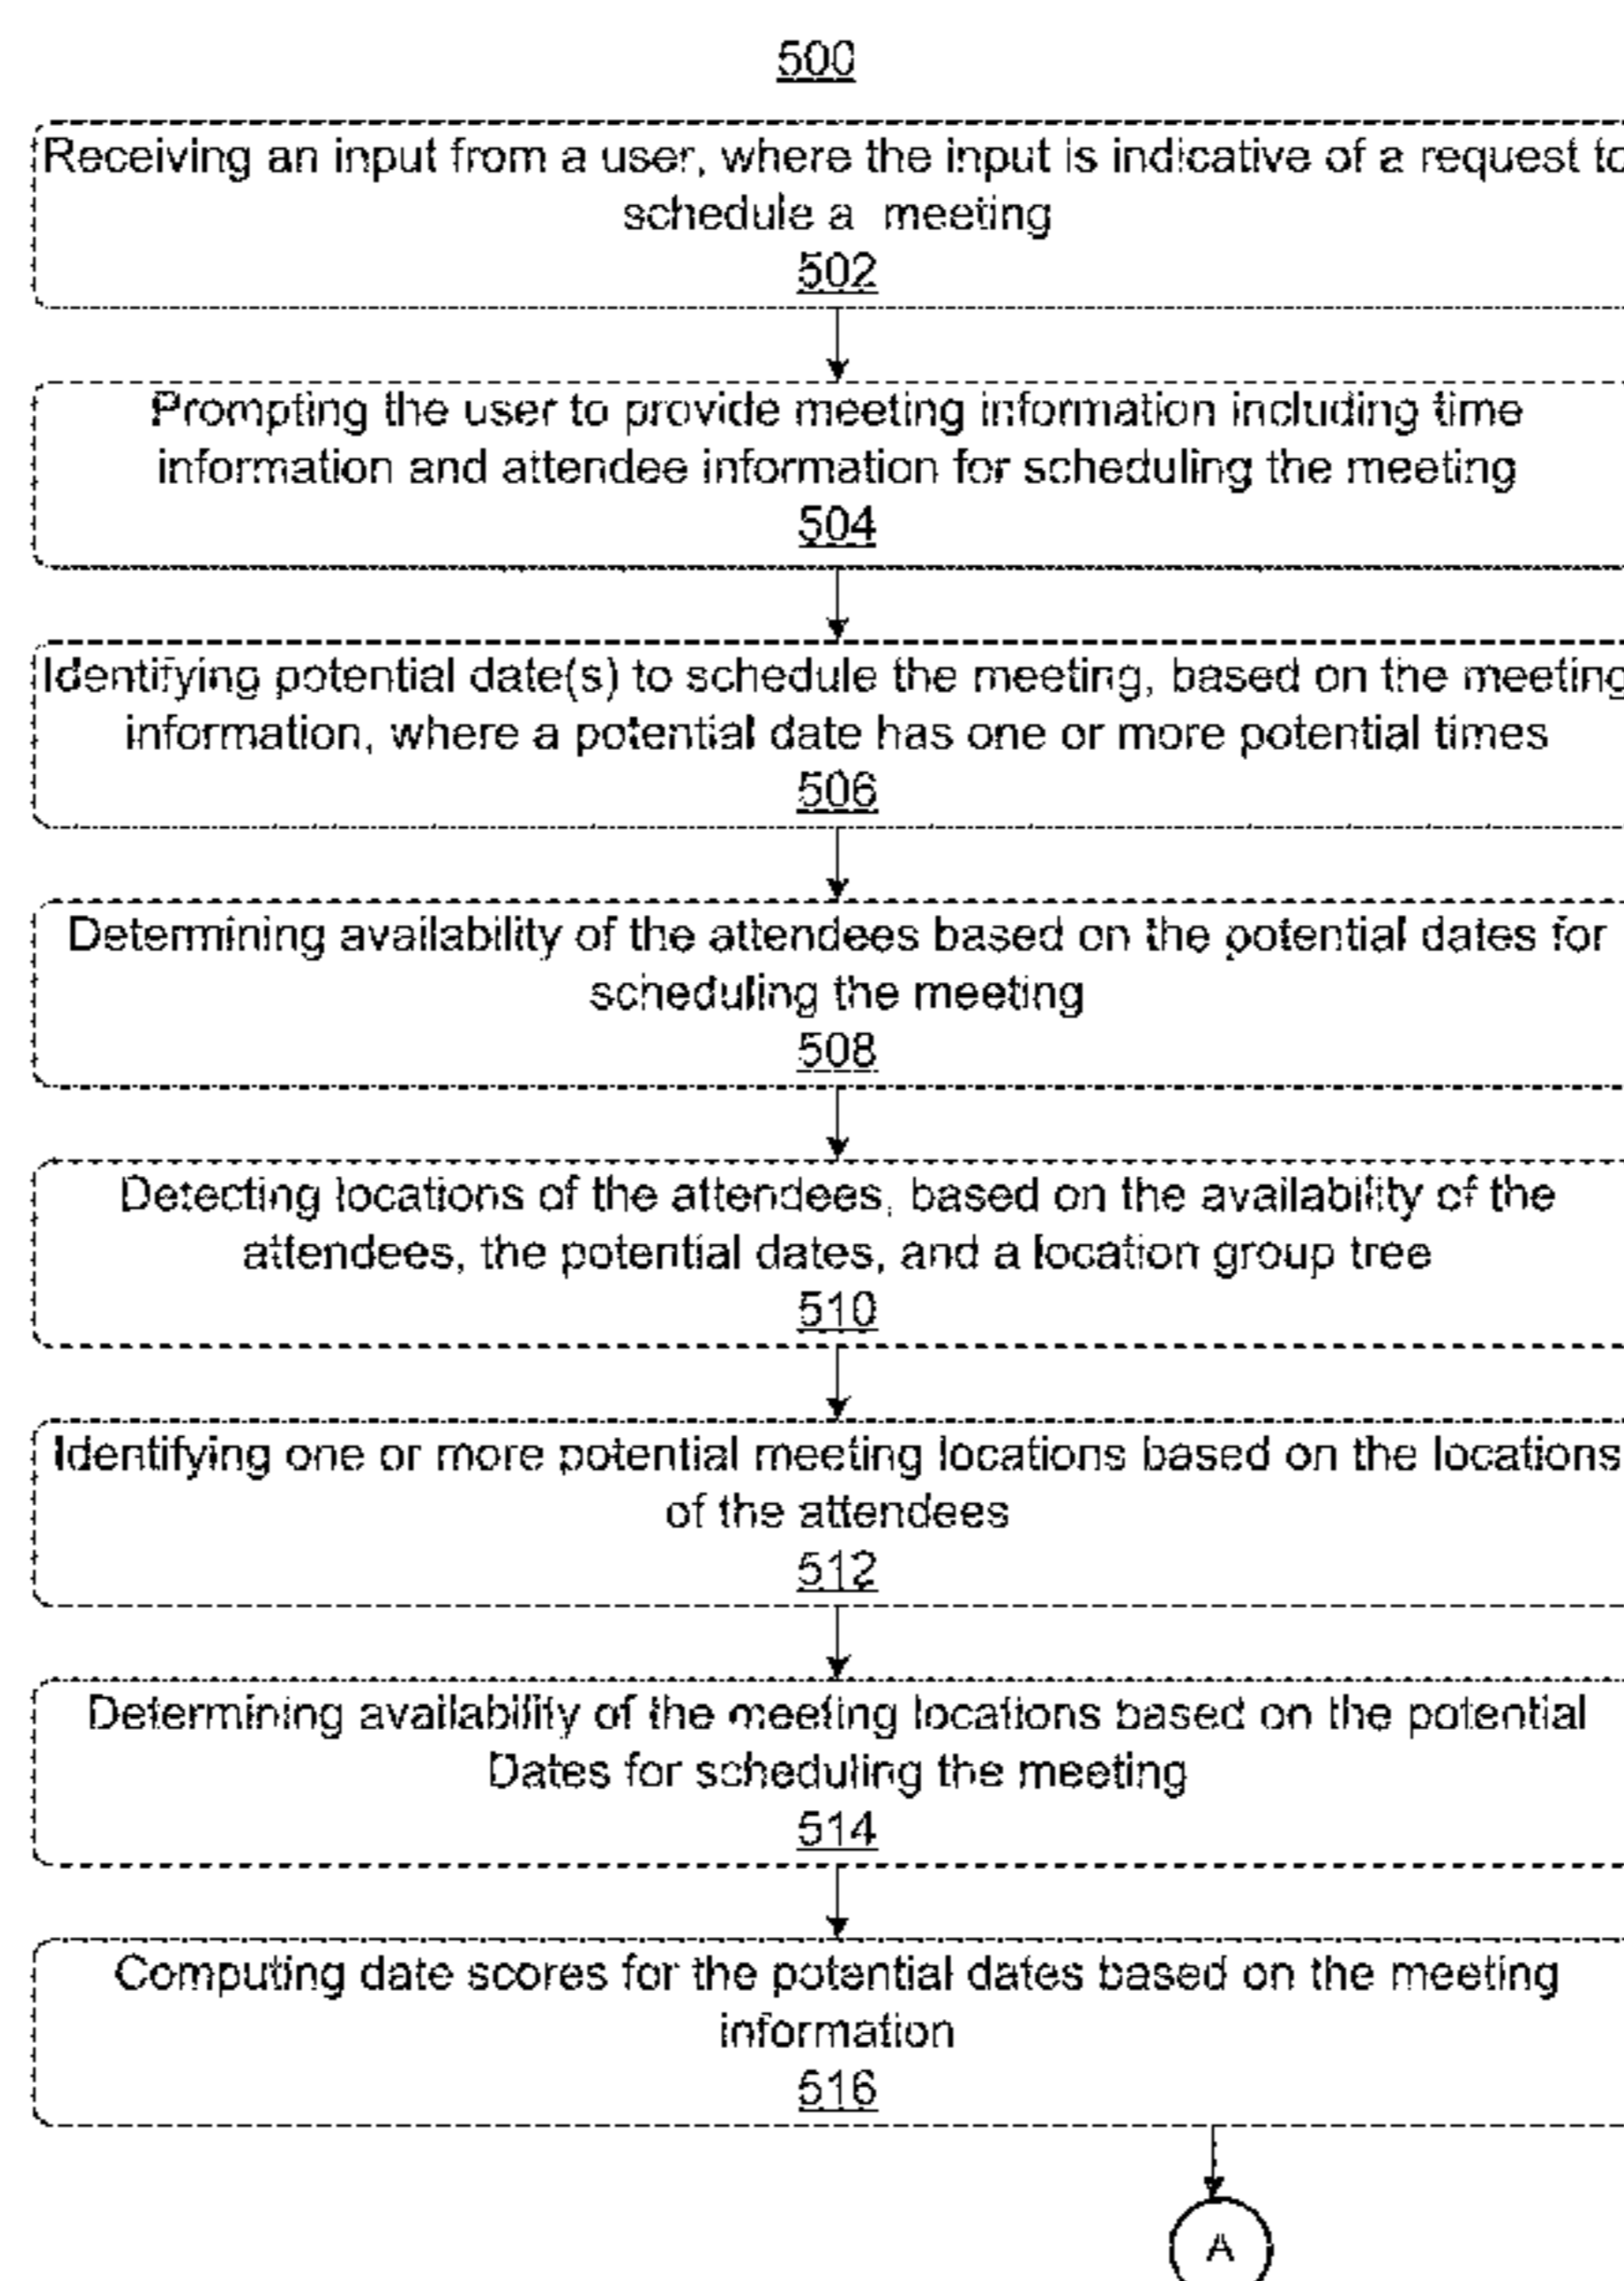 500
Receiving an input from a user, where the input is indicative of a request to
schedule a meeting
502
Prompting the user to provide meeting information including time
information and attendee information for scheduling the meeting
504
Identifying potential date(s) to schedule the meeting, based on the meeting
information, where a potential date has one or more potential times
506
Determining availability of the attendees based on the potential dates for
scheduling the meeting
508
Detecting locations of the attendees, based on the availability of the
attendees, the potential dates, and a location group tree
510
Identifying one or more potential meeting locations based on the locations
of the attendees
512
Determining availability of the meeting locations based on the potential
Dates for scheduling the meeting
514
Computing date scores for the potential dates based on the meeting
information
516
A